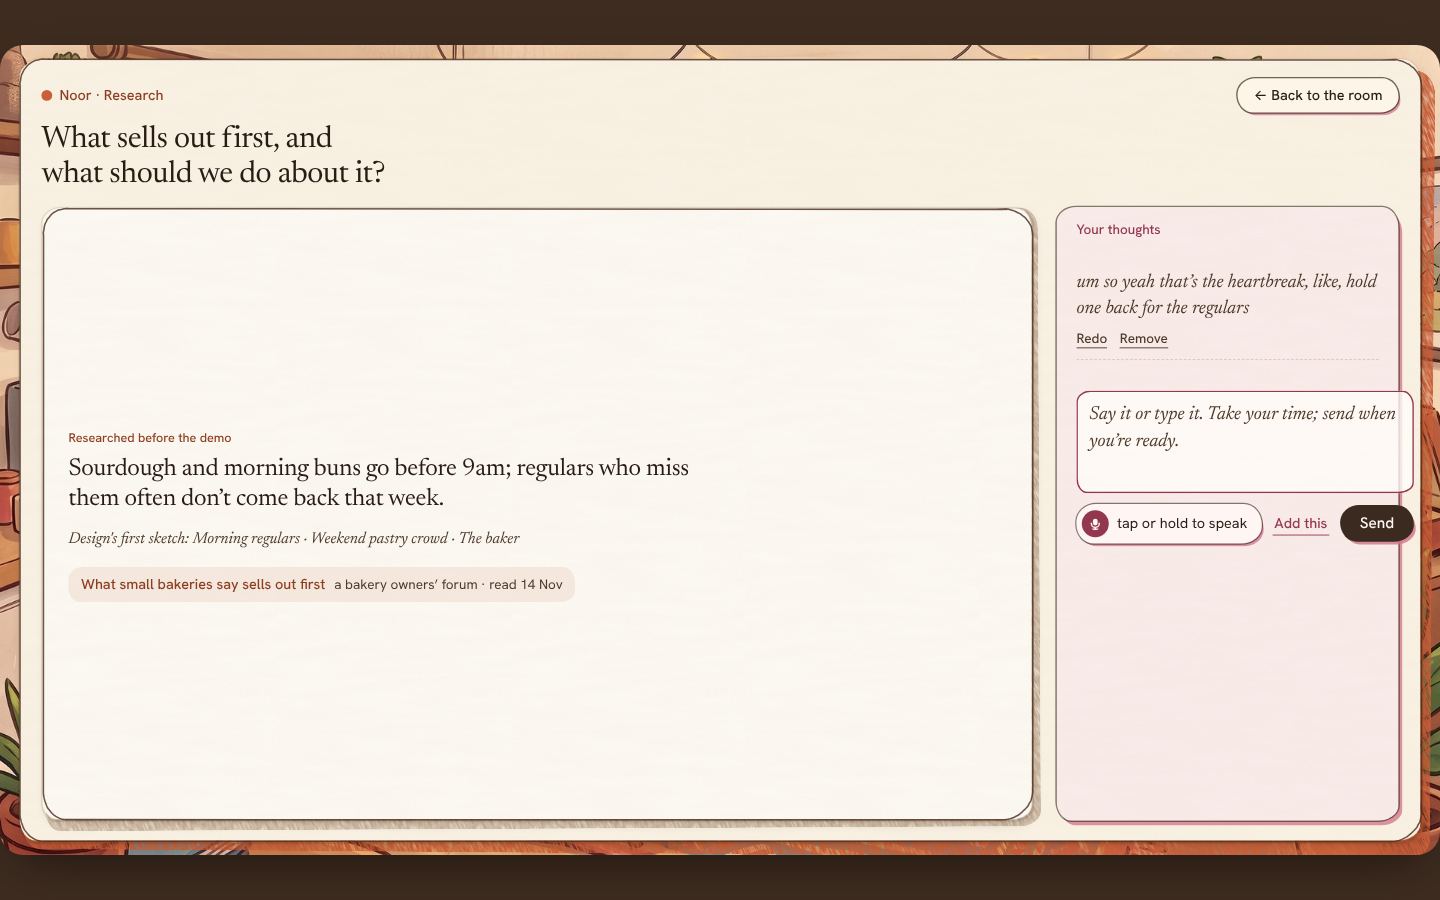 Noor · Research
← Back to the room
What sells out first, and
what should we do about it?
Researched before the demo
Sourdough and morning buns go before 9am; regulars who miss
them often don’t come back that week.
Design’s first sketch: Morning regulars · Weekend pastry crowd · The baker
What small bakeries say sells out first a bakery owners’ forum · read 14 Nov
Your thoughts
um so yeah that’s the heartbreak, like, hold
one back for the regulars
Redo Remove
Say it or type it. Take your time; send when
you’re ready.
tap or hold to speak Add this Send